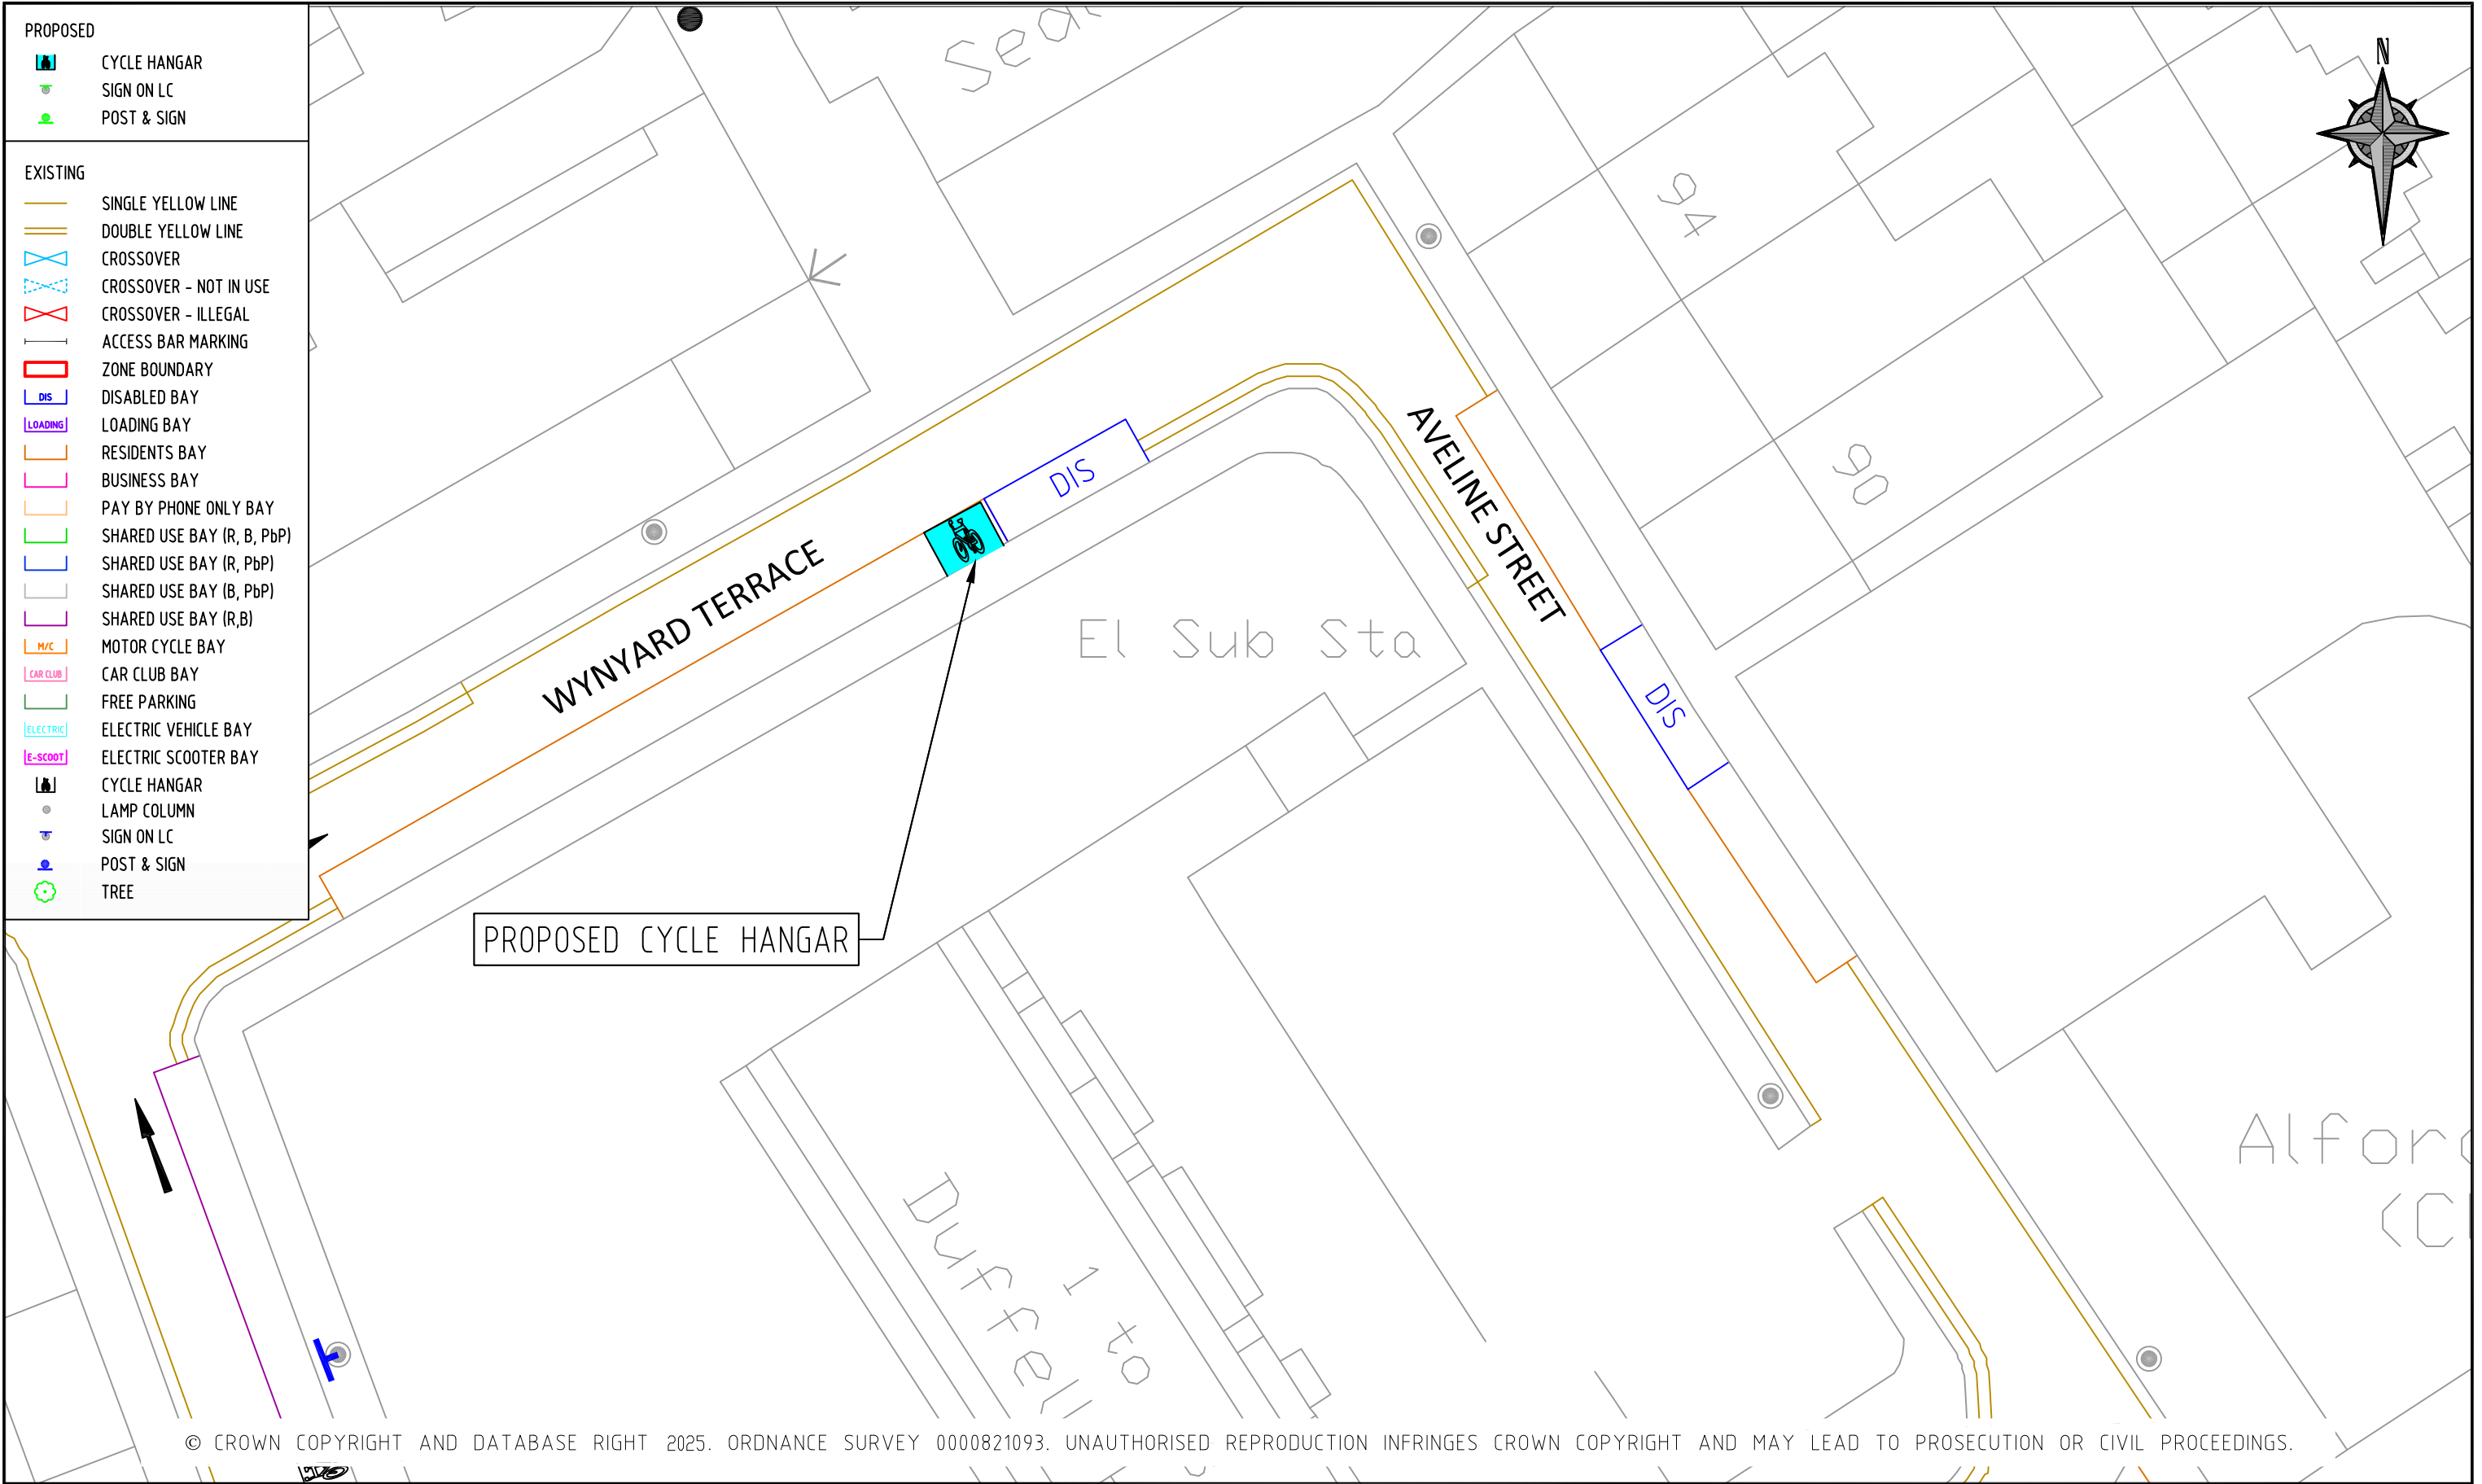 PROPOSED
CYCLE HANGAR
SIGN ON LC
POST & SIGN
EXISTING
SINGLE YELLOW LINE
DOUBLE YELLOW LINE
CROSSOVER
CROSSOVER - NOT IN USE
CROSSOVER - ILLEGAL
ACCESS BAR MARKING
ZONE BOUNDARY
DIS DISABLED BAY
LOADING LOADING BAY
RESIDENTS BAY
BUSINESS BAY
PAY BY PHONE ONLY BAY
SHARED USE BAY (R, B, PbP)
SHARED USE BAY (R, PbP)
SHARED USE BAY (B, PbP)
SHARED USE BAY (R,B)
M/C MOTOR CYCLE BAY
CAR CLUB CAR CLUB BAY
FREE PARKING
ELECTRIC ELECTRIC VEHICLE BAY
E-SCOOT ELECTRIC SCOOTER BAY
CYCLE HANGAR
LAMP COLUMN
SIGN ON LC
POST & SIGN
TREE
N
94
90
DIS
WYNYARD TERRACE
AVELINE STREET
El Sub Sta
DIS
PROPOSED CYCLE HANGAR
1 to
© CROWN COPYRIGHT AND DATABASE RIGHT 2025. ORDNANCE SURVEY 0000821093. UNAUTHORISED REPRODUCTION INFRINGES CROWN COPYRIGHT AND MAY LEAD TO PROSECUTION OR CIVIL PROCEEDINGS.